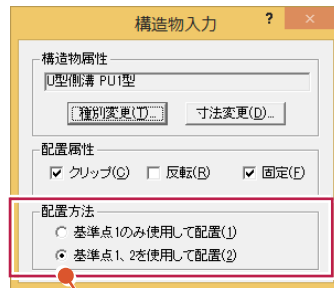 構造物入力 ? ×
構造物属性
U型側溝 PU1型
種別変更(T)... 寸法変更(D)...
配置属性
クリップ(C) 反転(R) 固定(F)
配置方法
基準点1のみ使用して配置(1)
基準点1、2を使用して配置(2)